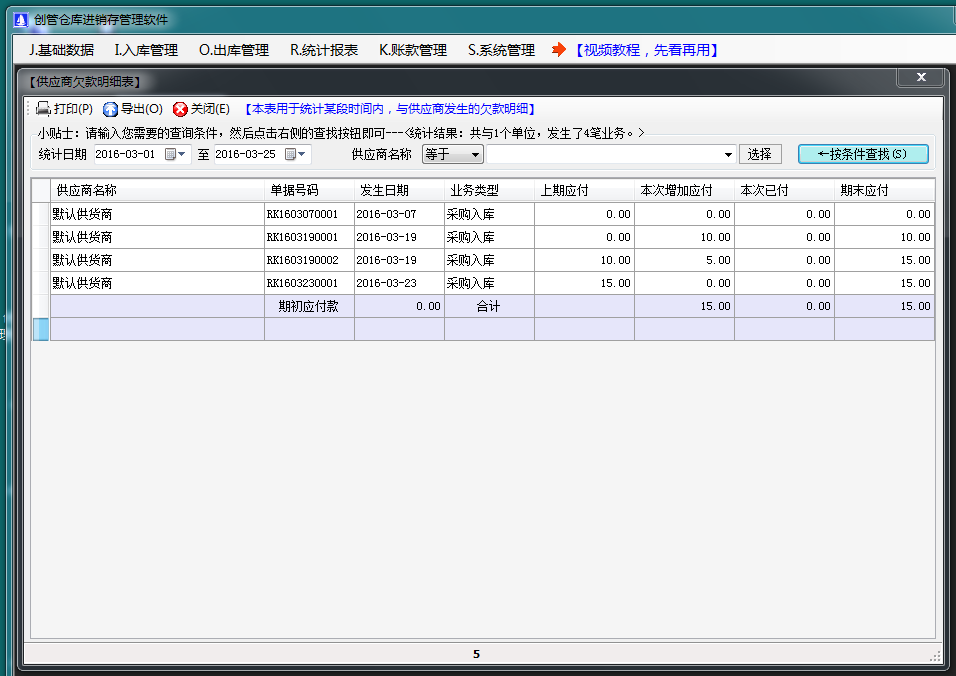 创管仓库进销存管理软件
J.基础数据 I.入库管理 O.出库管理 R.统计报表 K.账款管理 S.系统管理 【视频教程，先看再用】
【供应商欠款明细表】
打印(P) 导出(O) 关闭(E) 【本表用于统计某段时间内，与供应商发生的欠款明细】
小贴士：请输入您需要的查询条件，然后点击右侧的查找按钮即可---<统计结果：共与1个单位，发生了4笔业务。>
统计日期 2016-03-01 至 2016-03-25 供应商名称 等于 选择 ←按条件查找(S)
供应商名称 单据号码 发生日期 业务类型 上期应付 本次增加应付 本次已付 期末应付
默认供货商 RK1603070001 2016-03-07 采购入库 0.00 0.00 0.00 0.00
默认供货商 RK1603190001 2016-03-19 采购入库 0.00 10.00 0.00 10.00
默认供货商 RK1603190002 2016-03-19 采购入库 10.00 5.00 0.00 15.00
默认供货商 RK1603230001 2016-03-23 采购入库 15.00 0.00 0.00 15.00
期初应付款 0.00 合计 15.00 0.00 15.00
5